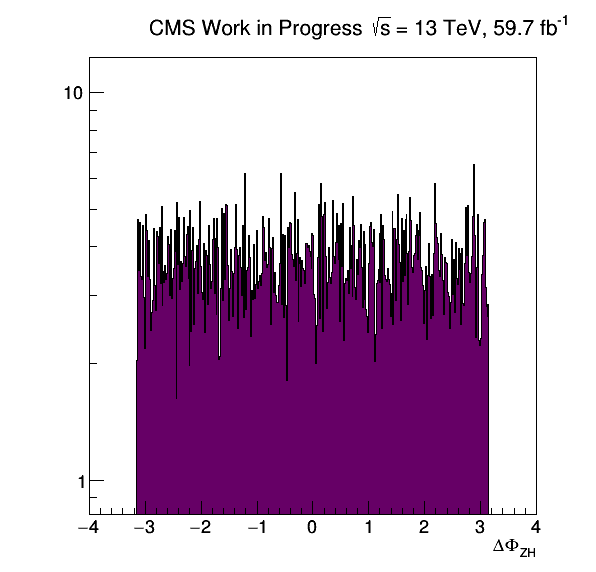 CMS Work in Progress √s = 13 TeV, 59.7 fb⁻¹
10
1
−4 −3 −2 −1 0 1 2 3 4
ΔΦ_ZH